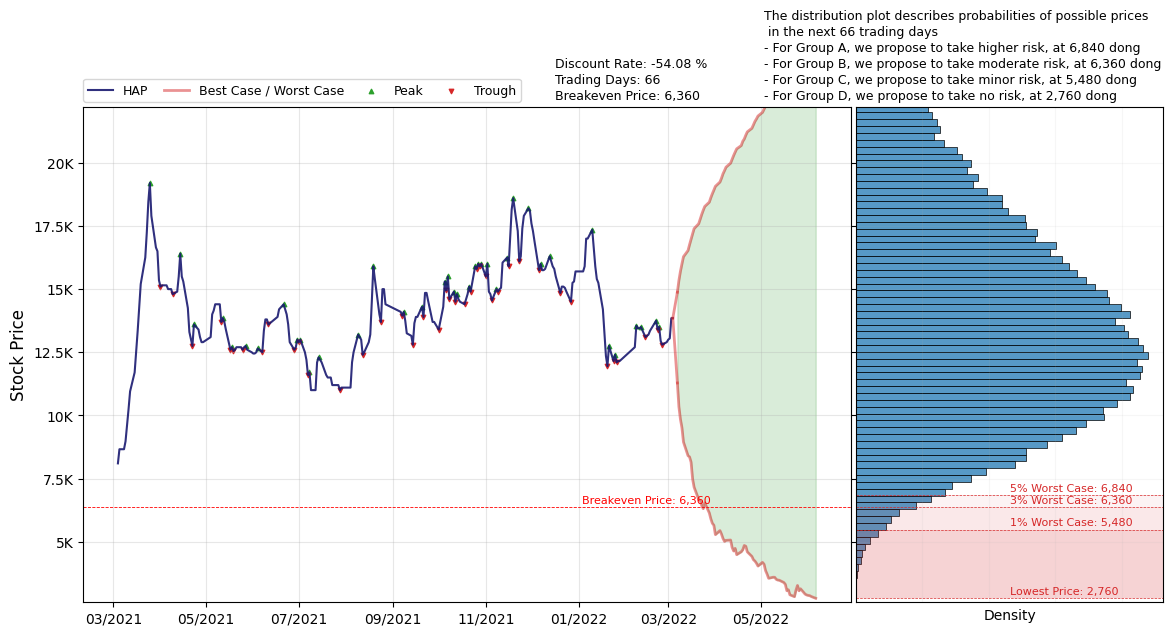 The distribution plot describes probabilities of possible prices
in the next 66 trading days
- For Group A, we propose to take higher risk, at 6,840 dong
- For Group B, we propose to take moderate risk, at 6,360 dong
- For Group C, we propose to take minor risk, at 5,480 dong
- For Group D, we propose to take no risk, at 2,760 dong
Discount Rate: -54.08 %
Trading Days: 66
Breakeven Price: 6,360
HAP
Best Case / Worst Case
Peak
Trough
Stock Price
20K
17.5K
15K
12.5K
10K
7.5K
5K
Breakeven Price: 6,360
5% Worst Case: 6,840
3% Worst Case: 6,360
1% Worst Case: 5,480
Lowest Price: 2,760
03/2021
05/2021
07/2021
09/2021
11/2021
01/2022
03/2022
05/2022
Density